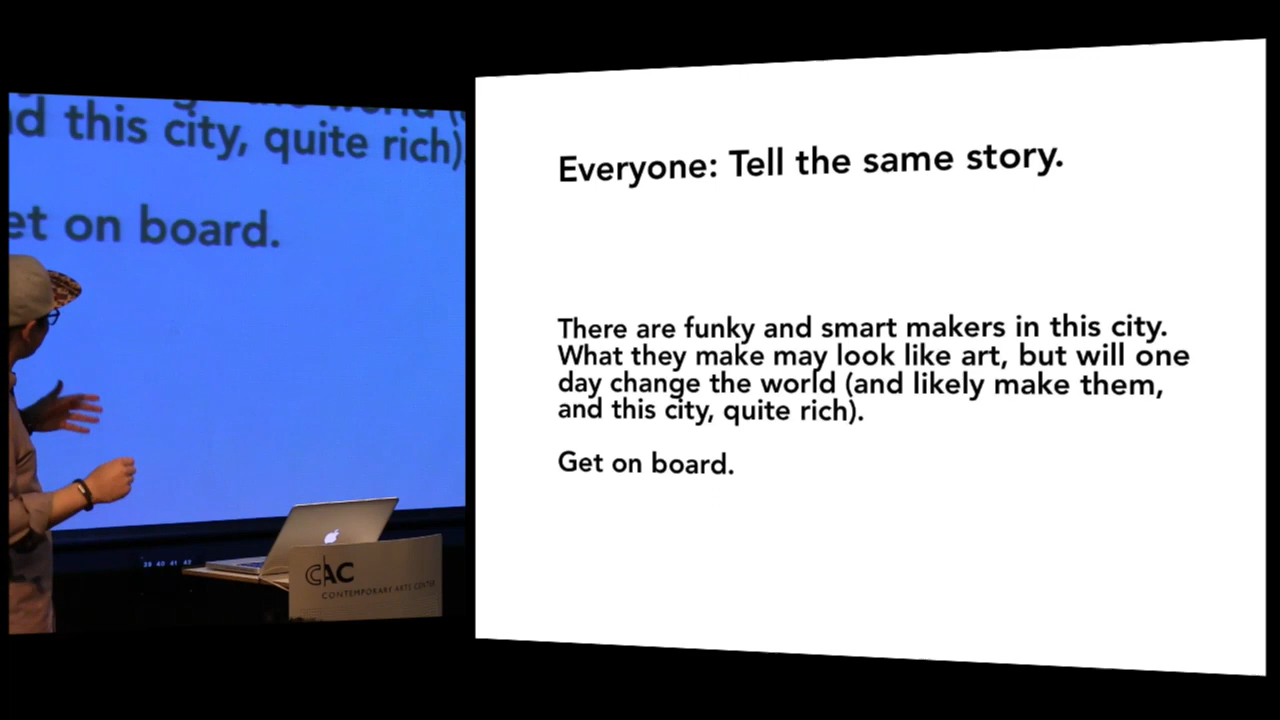 d this city, quite rich)
et on board.
CAC
CONTEMPORARY ARTS CENTER
Everyone: Tell the same story.
There are funky and smart makers in this city.
What they make may look like art, but will one
day change the world (and likely make them,
and this city, quite rich).
Get on board.